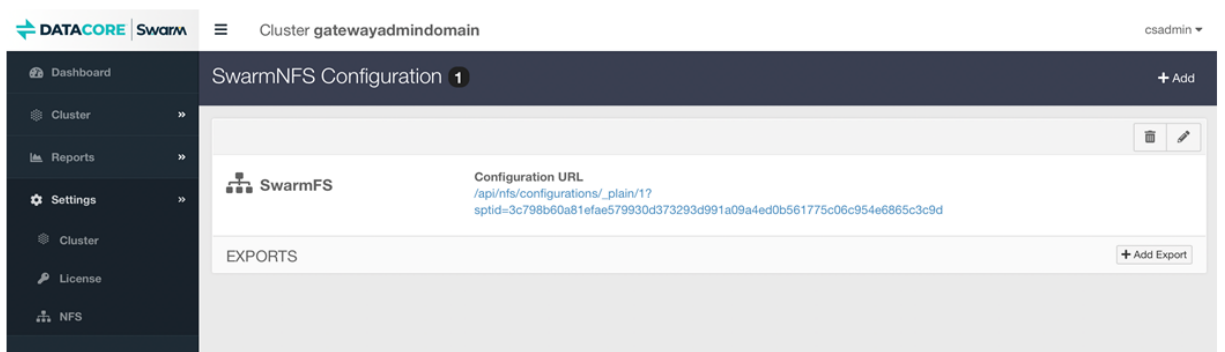 DATACORE Swarm
Cluster gatewayadmindomain
csadmin
Dashboard
Cluster
Reports
Settings
Cluster
License
NFS
SwarmNFS Configuration 1
+ Add
SwarmFS
Configuration URL
/api/nfs/configurations/_plain/1?
sptid=3c798b60a81efae579930d373293d991a09a4ed0b561775c06c954e6865c3c9d
EXPORTS
+ Add Export